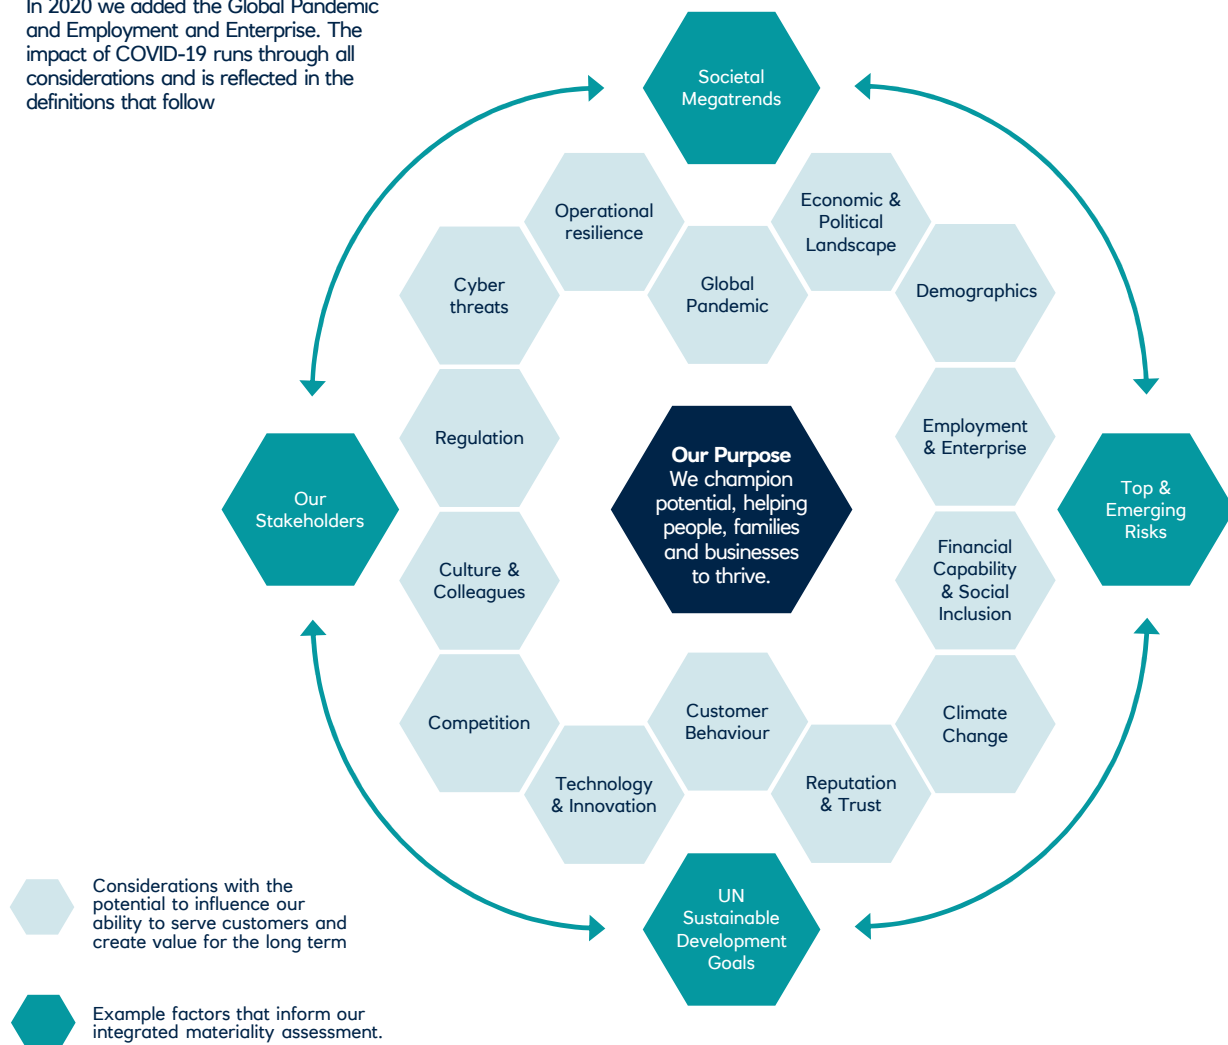 In 2020 we added the Global Pandemic
and Employment and Enterprise. The
impact of COVID-19 runs through all
considerations and is reflected in the
definitions that follow
Societal
Megatrends
Operational
resilience
Economic &
Political
Landscape
Cyber
threats
Global
Pandemic
Demographics
Regulation
Employment
& Enterprise
Our Purpose
We champion
potential, helping
people, families
and businesses
to thrive.
Our
Stakeholders
Top &
Emerging
Risks
Culture &
Colleagues
Financial
Capability
& Social
Inclusion
Competition
Customer
Behaviour
Climate
Change
Technology
& Innovation
Reputation
& Trust
UN
Sustainable
Development
Goals
Considerations with the
potential to influence our
ability to serve customers and
create value for the long term
Example factors that inform our
integrated materiality assessment.